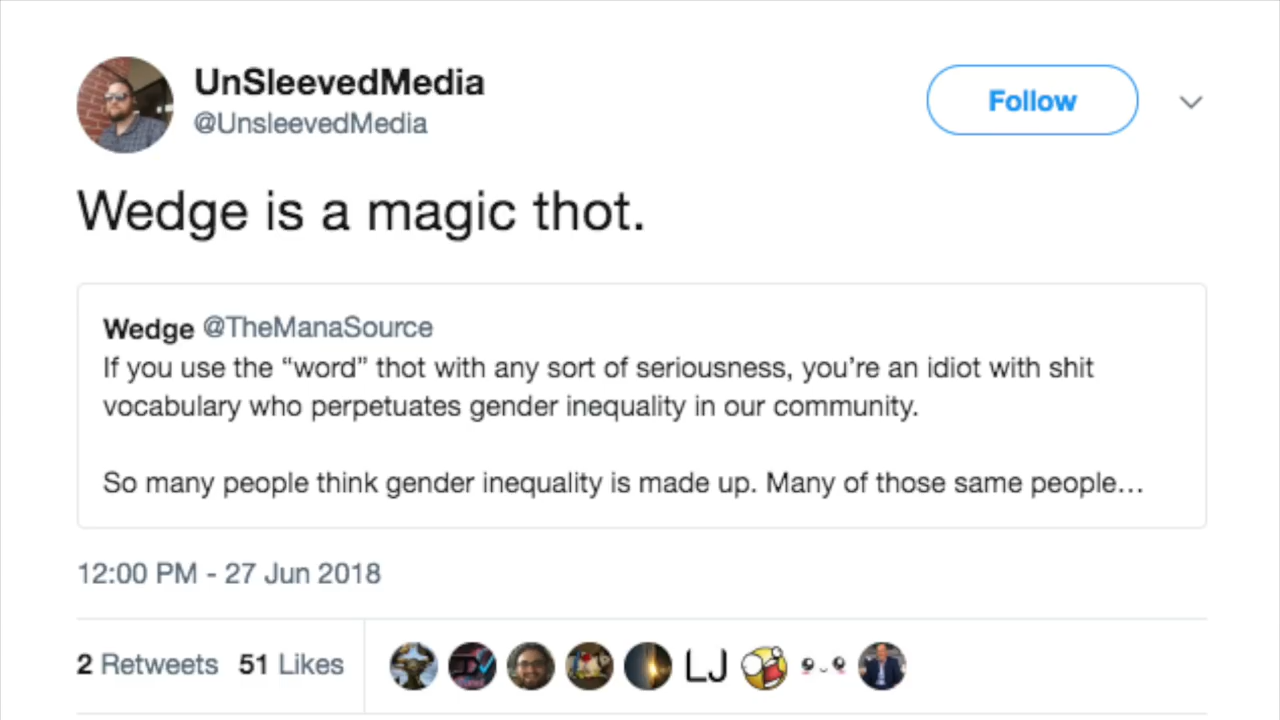 UnSleevedMedia
@UnsleevedMedia
Follow
Wedge is a magic thot.
Wedge @TheManaSource
If you use the “word” thot with any sort of seriousness, you’re an idiot with shit
vocabulary who perpetuates gender inequality in our community.
So many people think gender inequality is made up. Many of those same people…
12:00 PM - 27 Jun 2018
2 Retweets 51 Likes
LJ